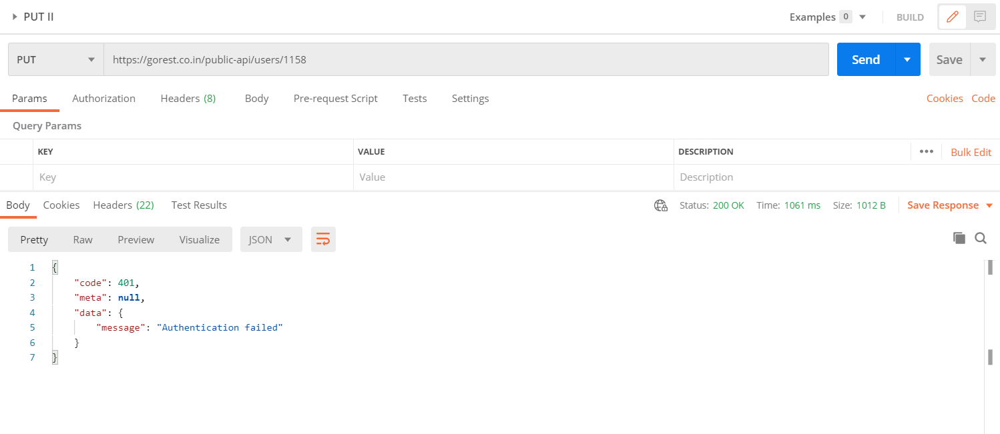 PUT II Examples 0 BUILD
PUT https://gorest.co.in/public-api/users/1158 Send Save
Params Authorization Headers (8) Body Pre-request Script Tests Settings Cookies Code
Query Params
KEY VALUE DESCRIPTION ••• Bulk Edit
Key Value Description
Body Cookies Headers (22) Test Results Status: 200 OK Time: 1061 ms Size: 1012 B Save Response
Pretty Raw Preview Visualize JSON
1 {
2 "code": 401,
3 "meta": null,
4 "data": {
5 "message": "Authentication failed"
6 }
7 }